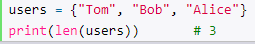 users = {"Tom", "Bob", "Alice"}
print(len(users))       # 3